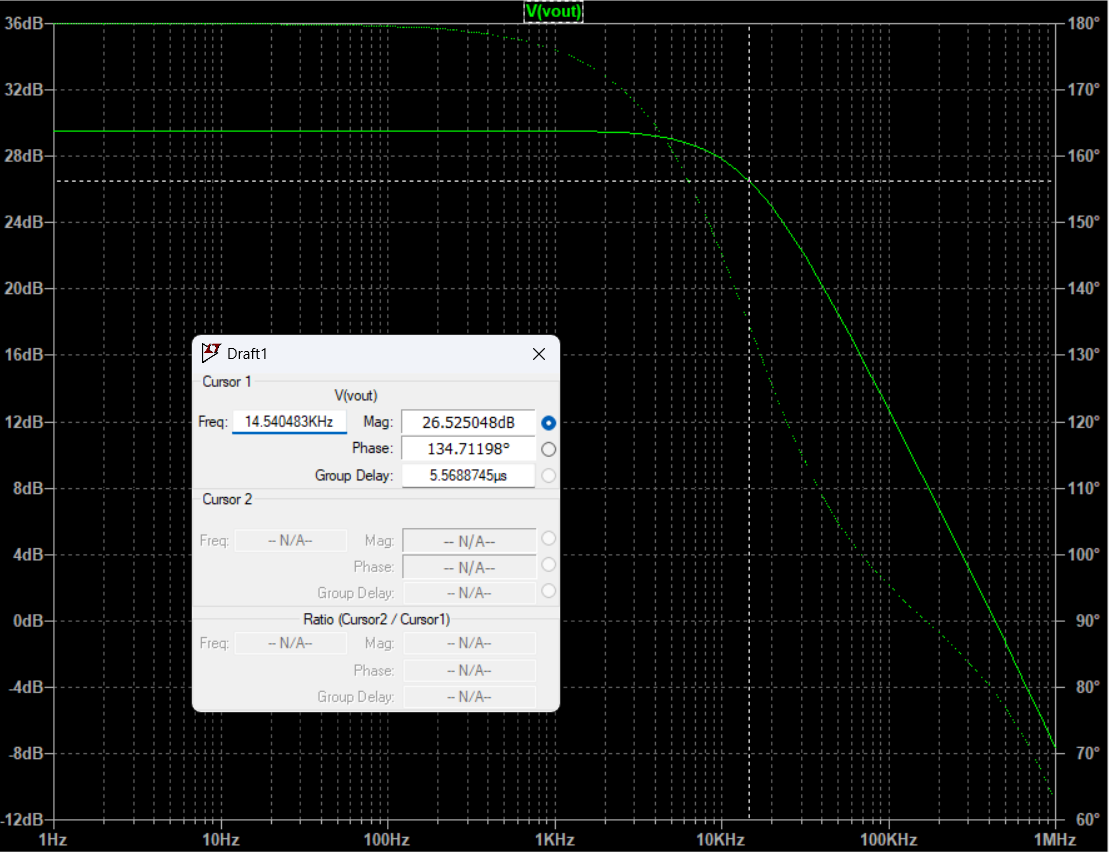 V(vout)
36dB 180°
32dB 170°
28dB 160°
24dB 150°
20dB 140°
16dB 130°
12dB 120°
8dB 110°
4dB 100°
0dB 90°
-4dB 80°
-8dB 70°
-12dB 60°
1Hz 10Hz 100Hz 1KHz 10KHz 100KHz 1MHz
Draft1
Cursor 1
V(vout)
Freq: 14.540483KHz Mag: 26.525048dB
Phase: 134.71198°
Group Delay: 5.5688745µs
Cursor 2
Freq: -- N/A-- Mag: -- N/A--
Phase: -- N/A--
Group Delay: -- N/A--
Ratio (Cursor2 / Cursor1)
Freq: -- N/A-- Mag: -- N/A--
Phase: -- N/A--
Group Delay: -- N/A--